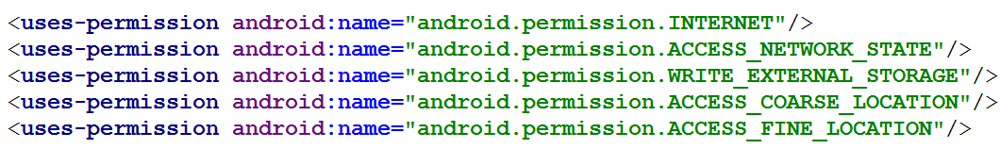 <uses-permission android:name="android.permission.INTERNET"/>
<uses-permission android:name="android.permission.ACCESS_NETWORK_STATE"/>
<uses-permission android:name="android.permission.WRITE_EXTERNAL_STORAGE"/>
<uses-permission android:name="android.permission.ACCESS_COARSE_LOCATION"/>
<uses-permission android:name="android.permission.ACCESS_FINE_LOCATION"/>